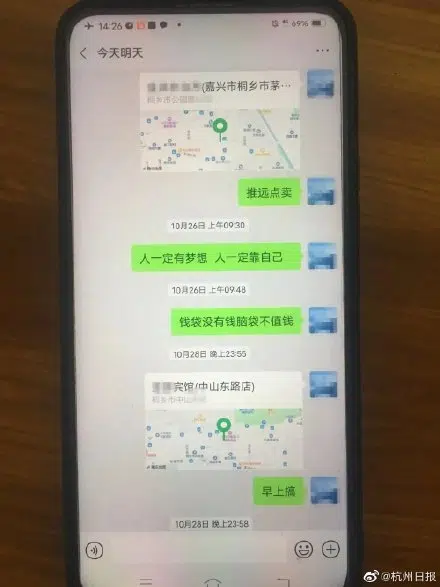 14:26
69%
今天明天
(嘉兴市桐乡市茅…
桐乡市公园路
推远点卖
10月26日 上午09:30
人一定有梦想 人一定靠自己
10月26日 上午09:48
钱袋没有钱脑袋不值钱
10月28日 晚上23:55
宾馆(中山东路店)
桐乡市中山
早上搞
10月28日 晚上23:58
@杭州日报